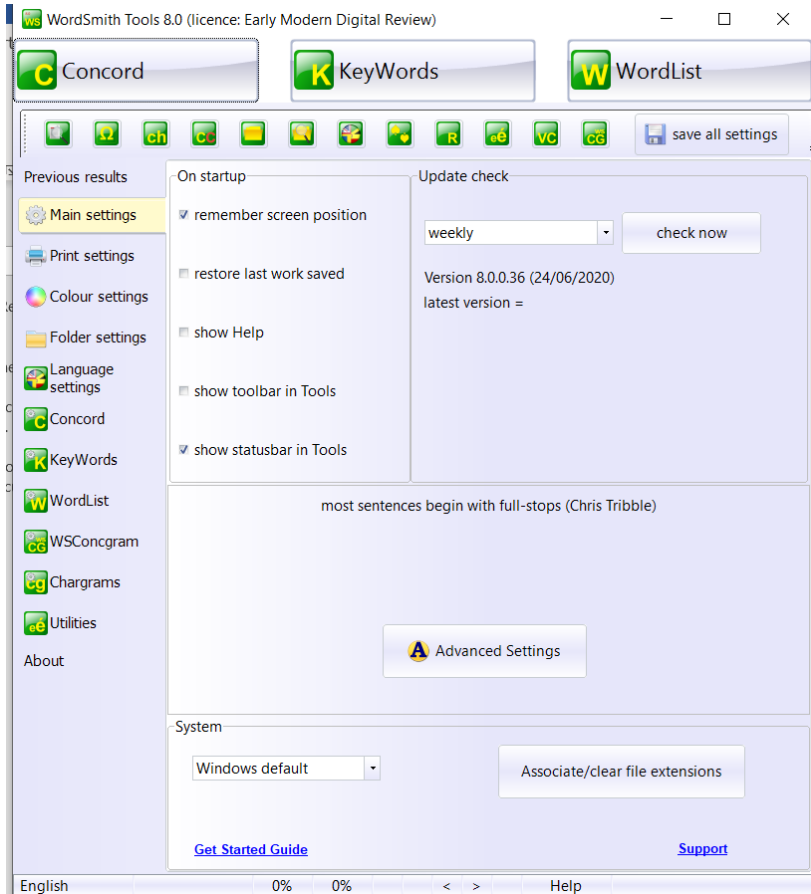 WordSmith Tools 8.0 (licence: Early Modern Digital Review)
Concord
KeyWords
WordList
save all settings
Previous results
Main settings
Print settings
Colour settings
Folder settings
Language
settings
Concord
KeyWords
WordList
WSConcgram
Chargrams
Utilities
About
On startup
remember screen position
restore last work saved
show Help
show toolbar in Tools
show statusbar in Tools
Update check
weekly
check now
Version 8.0.0.36 (24/06/2020)
latest version =
most sentences begin with full-stops (Chris Tribble)
Advanced Settings
System
Windows default
Associate/clear file extensions
Get Started Guide
Support
English 0% 0% < > Help